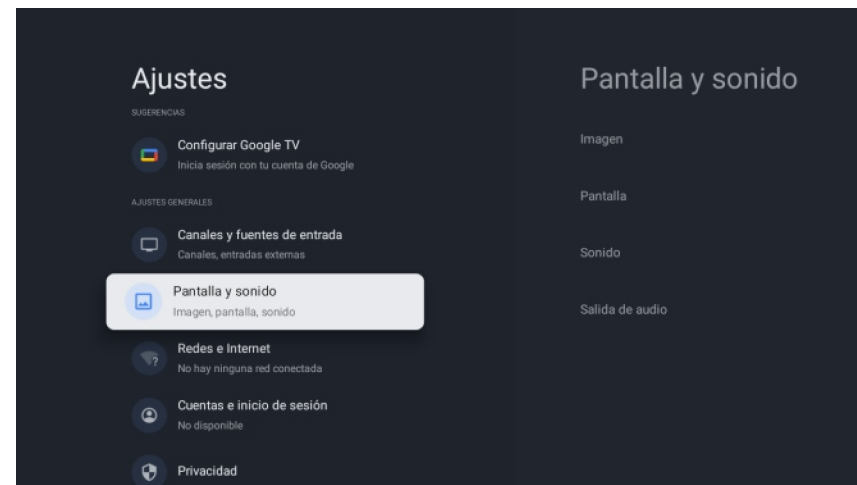 Ajustes
SUGERENCIAS
Configurar Google TV
Inicia sesión con tu cuenta de Google
AJUSTES GENERALES
Canales y fuentes de entrada
Canales, entradas externas
Pantalla y sonido
Imagen, pantalla, sonido
Redes e Internet
No hay ninguna red conectada
Cuentas e inicio de sesión
No disponible
Privacidad
Pantalla y sonido
Imagen
Pantalla
Sonido
Salida de audio